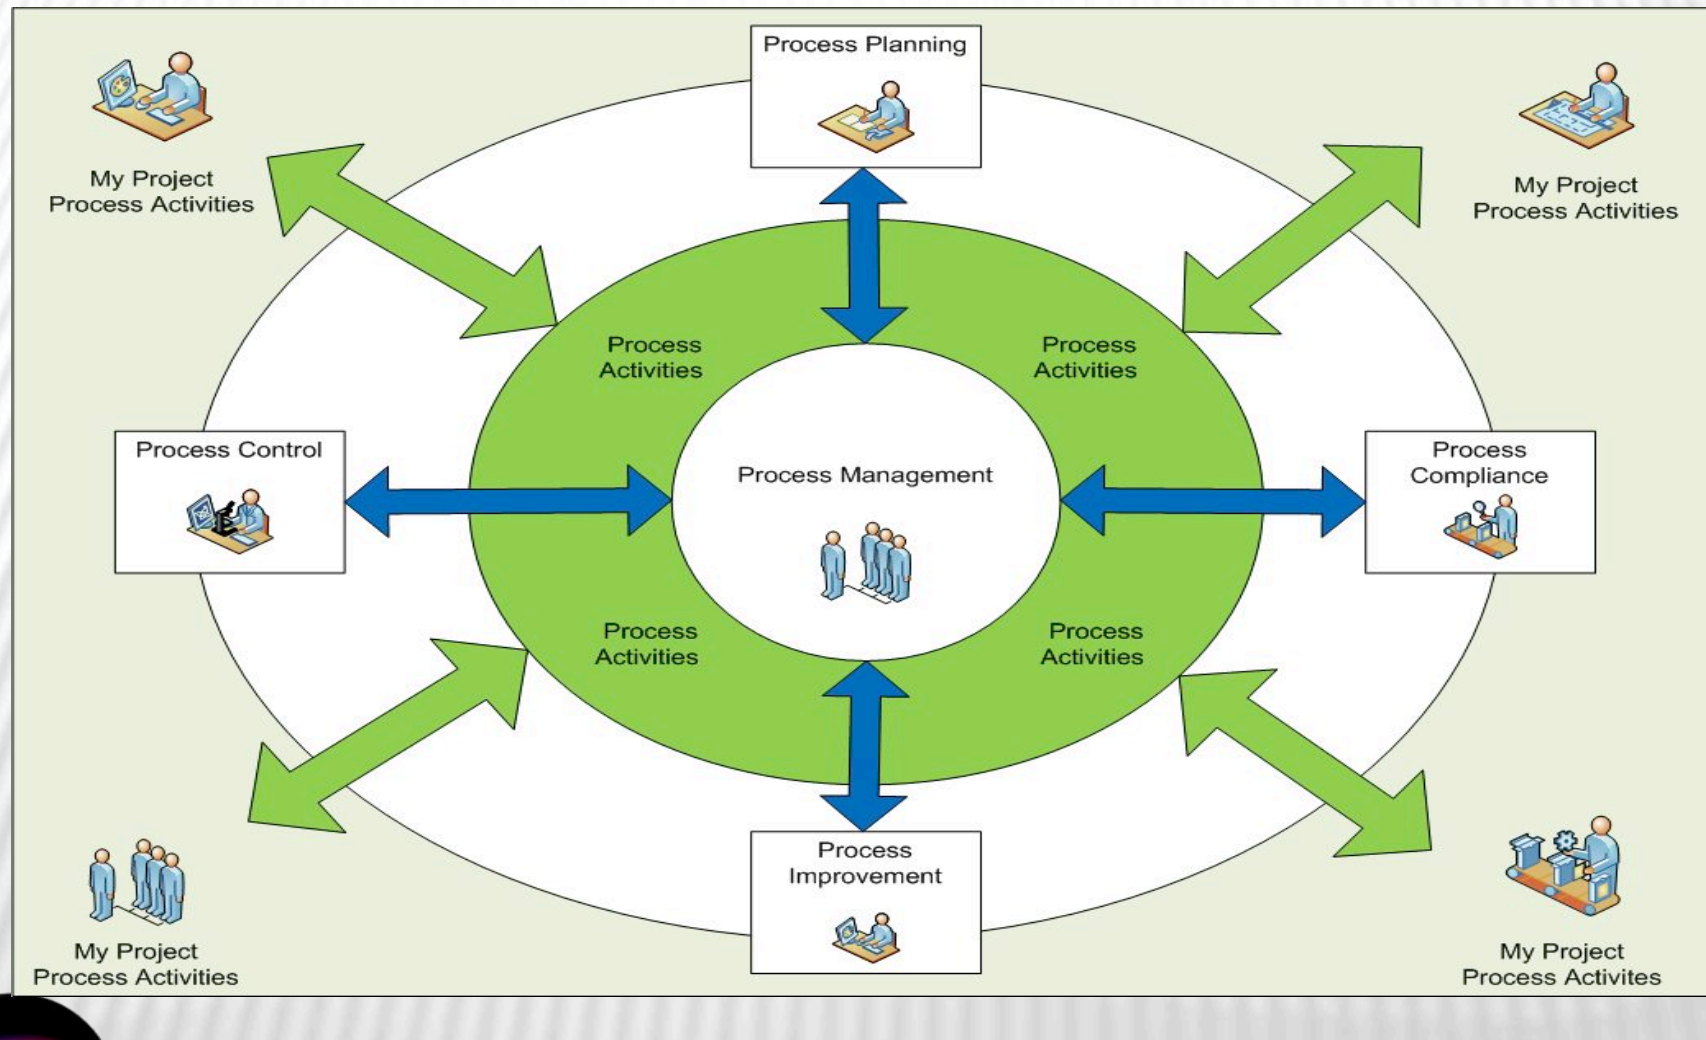 Process Planning
My Project
Process Activities
My Project
Process Activities
Process
Activities
Process
Activities
Process Control
Process Management
Process
Compliance
Process
Activities
Process
Activities
Process
Improvement
My Project
Process Activities
My Project
Process Activites